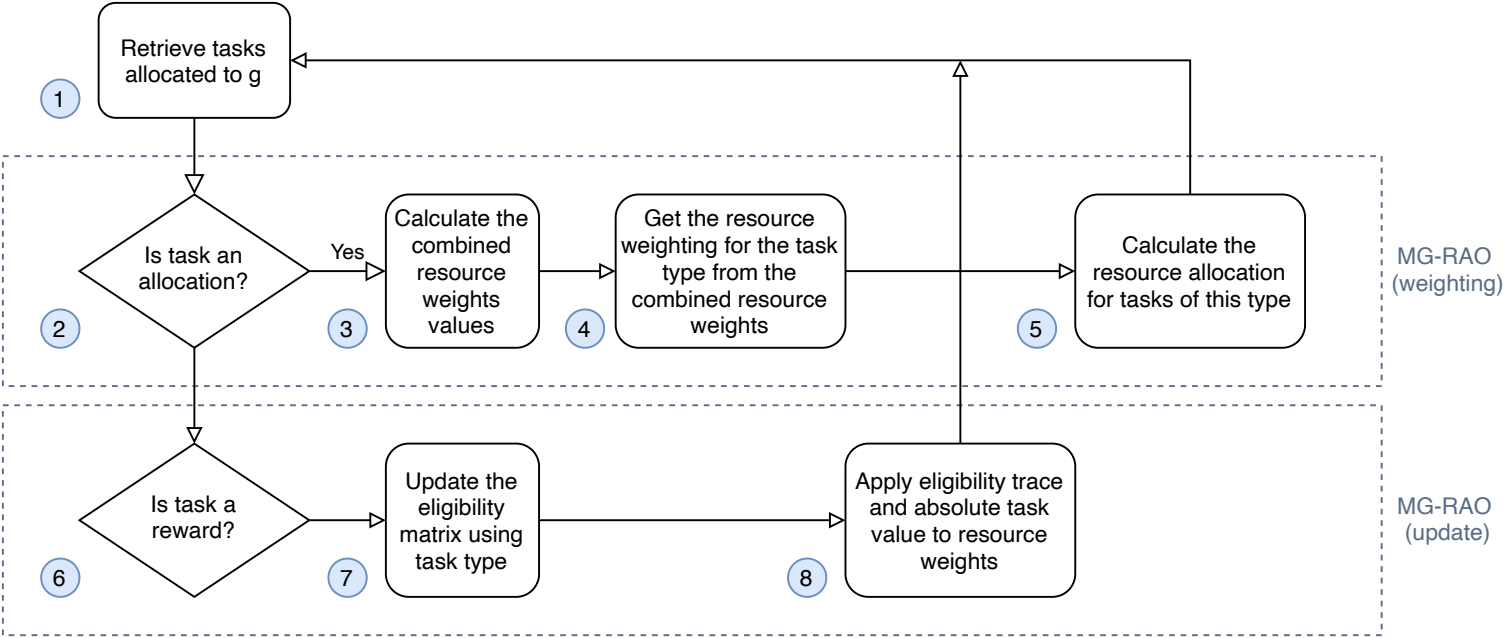 Retrieve tasks
allocated to g
1
Is task an
allocation?
2
Yes
Calculate the
combined
resource
weights
values
3
Get the resource
weighting for the task
type from the
combined resource
weights
4
Calculate the
resource allocation
for tasks of this type
5
MG-RAO
(weighting)
Is task a
reward?
6
Update the
eligibility
matrix using
task type
7
Apply eligibility trace
and absolute task
value to resource
weights
8
MG-RAO
(update)